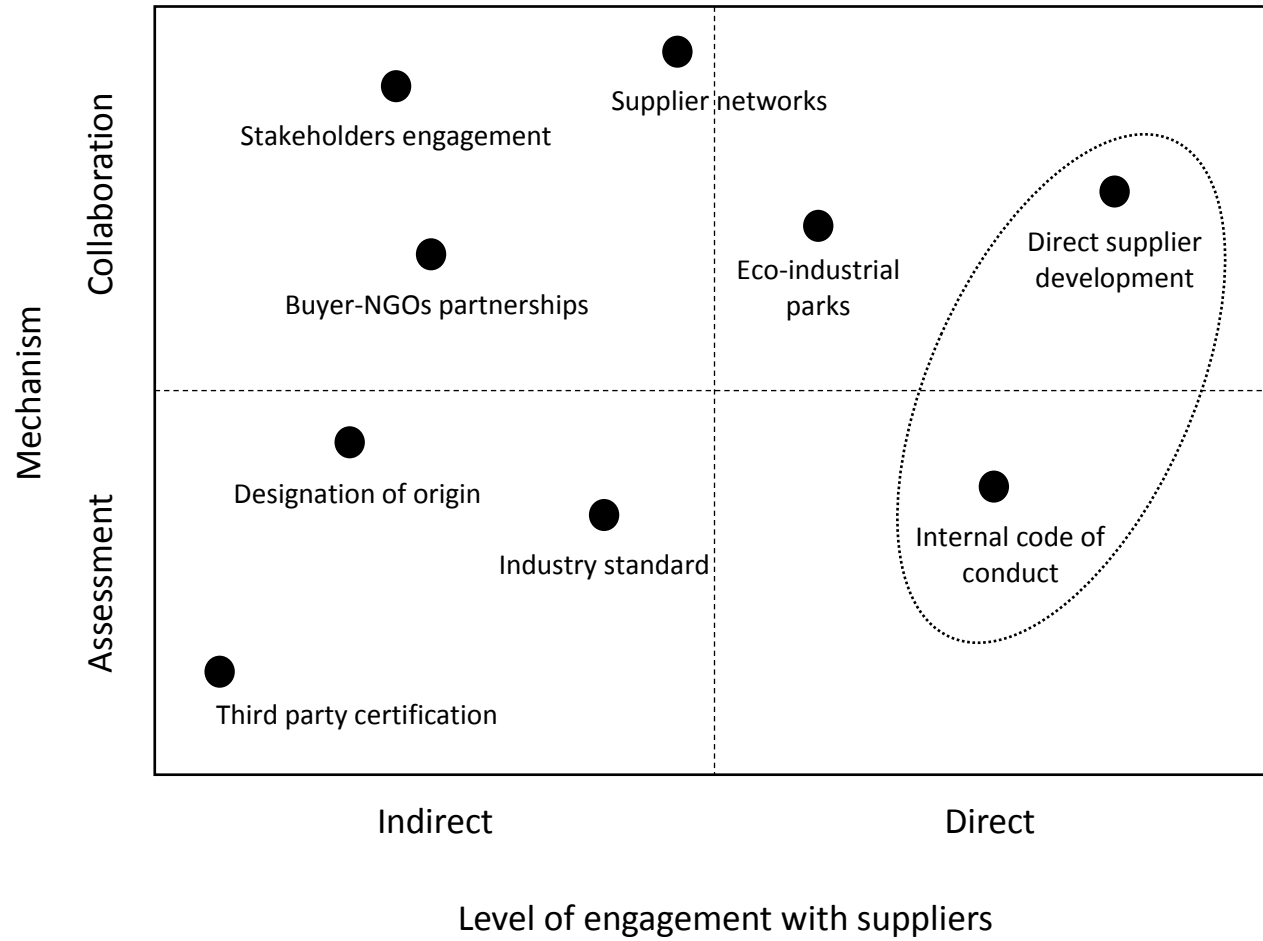 Supplier networks
Stakeholders engagement
Collaboration
Direct supplier
development
Eco-industrial
parks
Buyer-NGOs partnerships
Mechanism
Designation of origin
Industry standard
Internal code of
conduct
Assessment
Third party certification
Indirect
Direct
Level of engagement with suppliers